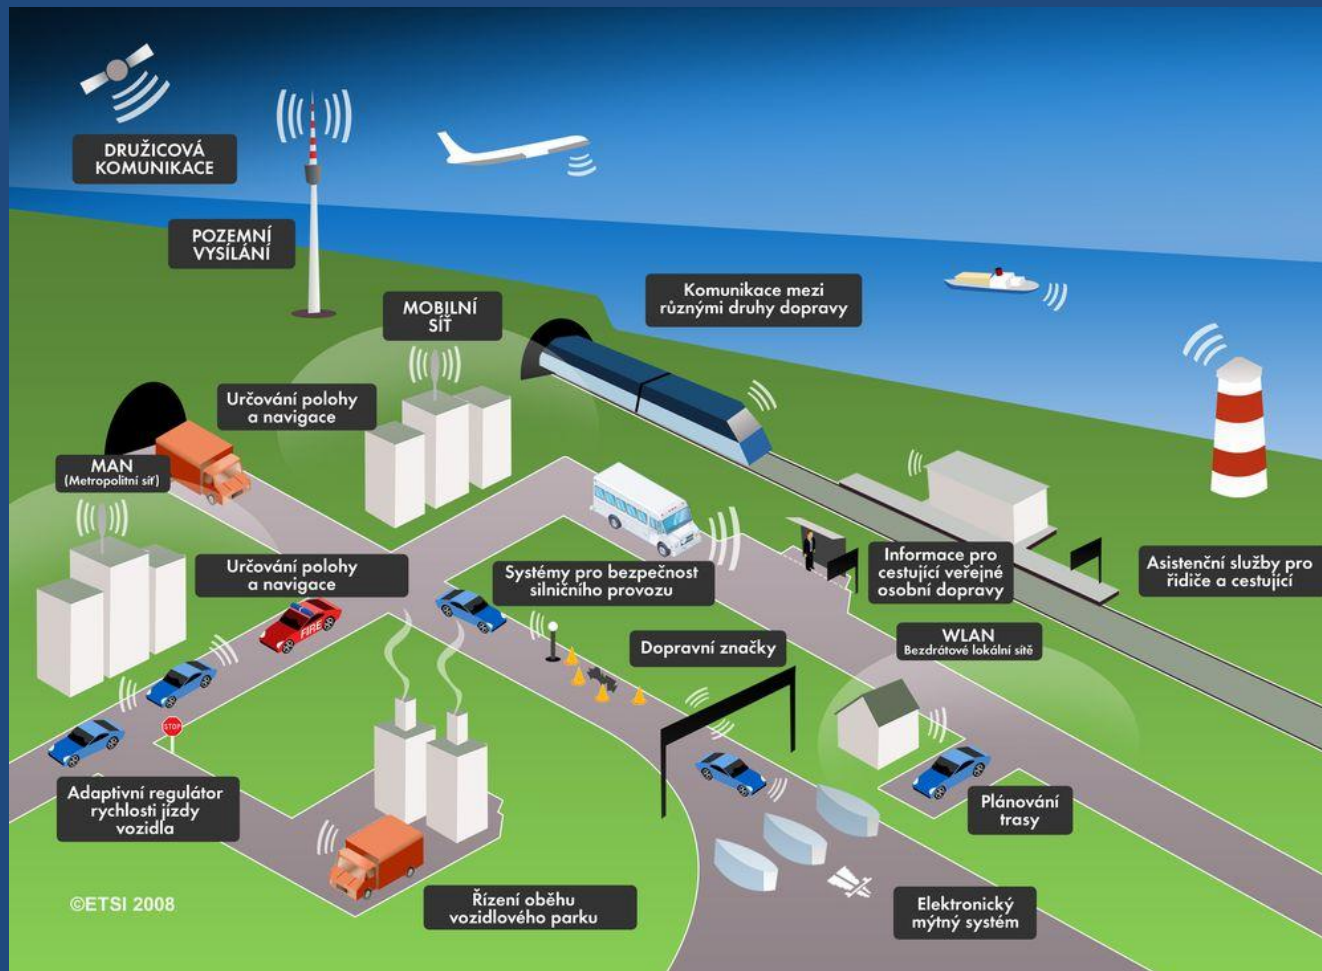 DRUŽICOVÁ
KOMUNIKACE
POZEMNÍ
VYSÍLÁNÍ
MOBILNÍ
SÍŤ
Komunikace mezi
různými druhy dopravy
Určování polohy
a navigace
MAN
(Metropolitní síť)
Určování polohy
a navigace
Systémy pro bezpečnost
silničního provozu
Informace pro
cestující veřejné
osobní dopravy
Asistenční služby pro
řidiče a cestující
FIRE
Dopravní značky
WLAN
Bezdrátové lokální sítě
STOP
Adaptivní regulátor
rychlosti jízdy
vozidla
Plánování
trasy
Řízení oběhu
vozidlového parku
Elektronický
mýtný systém
©ETSI 2008